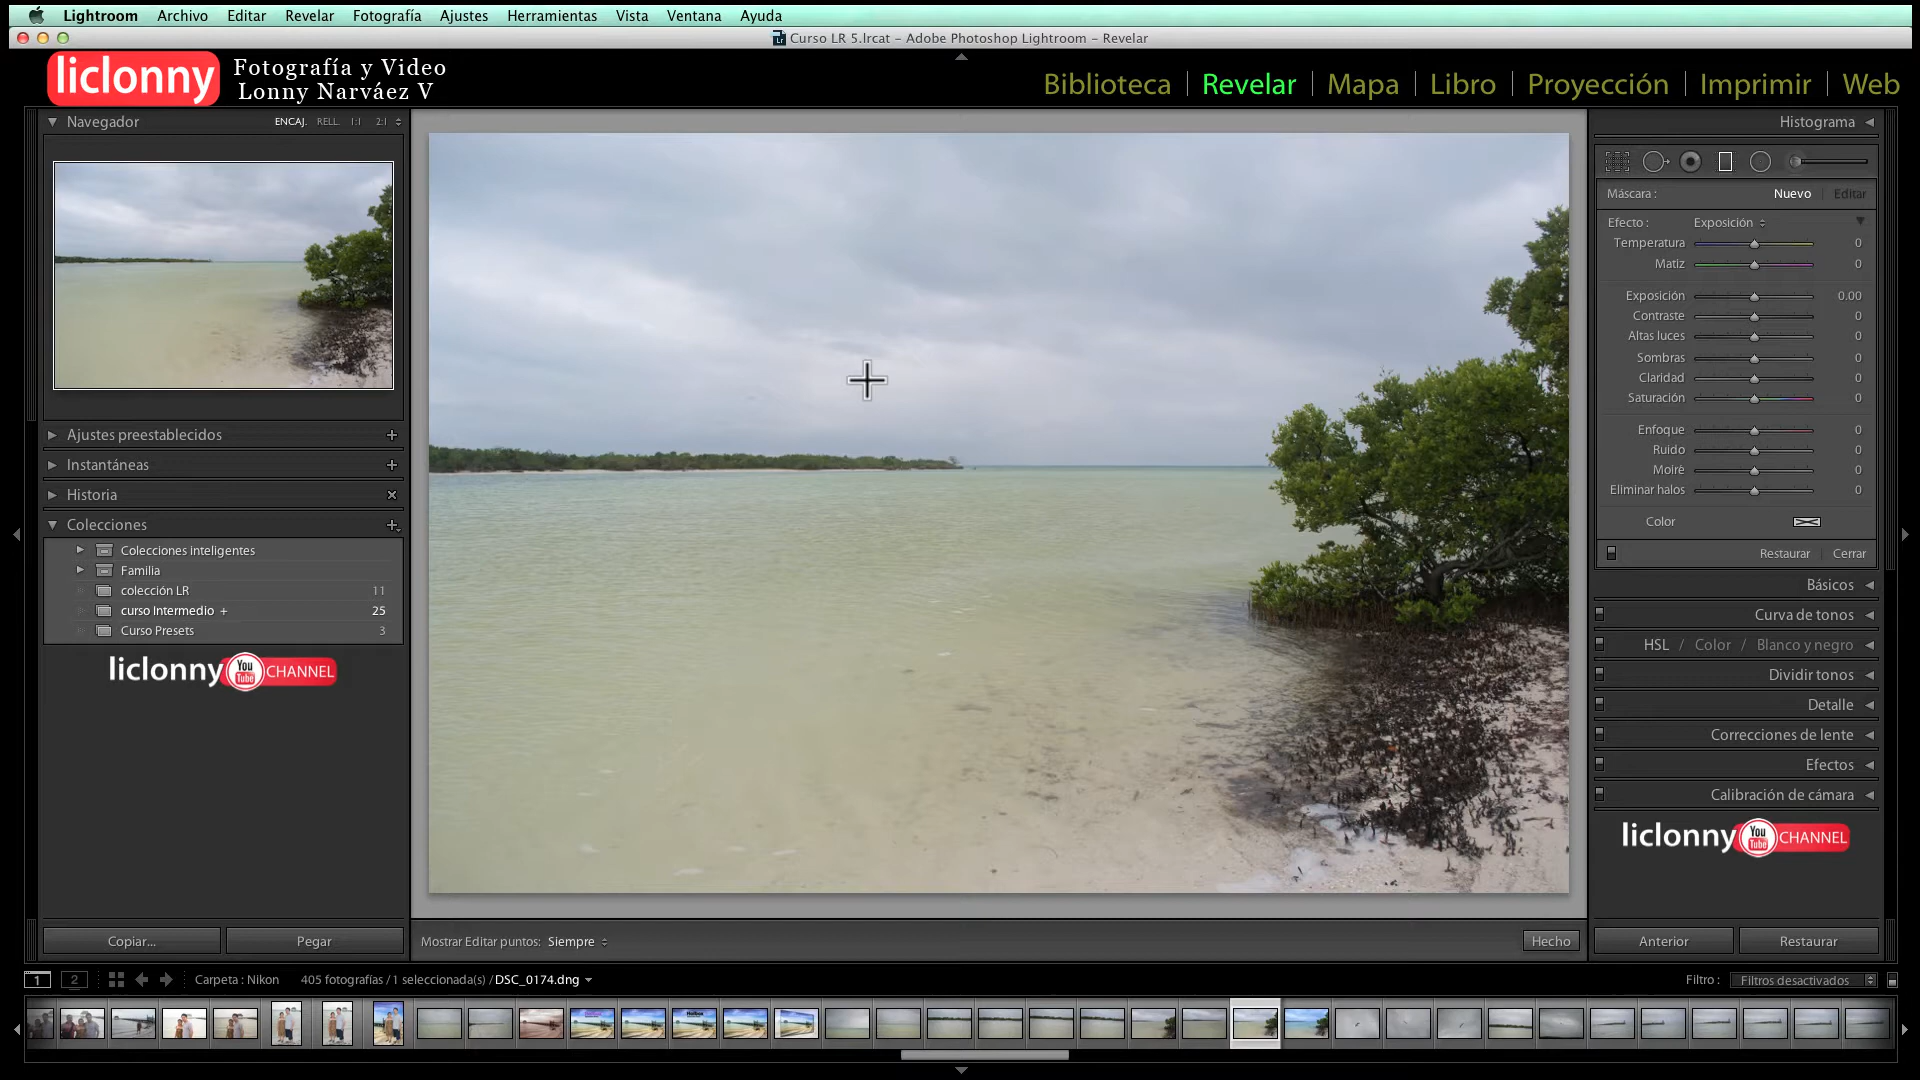 Lightroom Archivo Editar Revelar Fotografía Ajustes Herramientas Vista Ventana Ayuda
Curso LR 5.lrcat – Adobe Photoshop Lightroom – Revelar
liclonny Fotografía y Video
Lonny Narváez V
Biblioteca | Revelar | Mapa | Libro | Proyección | Imprimir | Web
Navegador ENCAJ. RELL. 1:1 2:1
Ajustes preestablecidos
Instantáneas
Historia
Colecciones
Colecciones inteligentes
Familia
colección LR 11
curso Intermedio + 25
Curso Presets 3
liclonny You Tube CHANNEL
Copiar... Pegar
Mostrar Editar puntos: Siempre Hecho
Histograma
Máscara : Nuevo | Editar
Efecto : Exposición
Temperatura 0
Matiz 0
Exposición 0.00
Contraste 0
Altas luces 0
Sombras 0
Claridad 0
Saturación 0
Enfoque 0
Ruido 0
Moiré 0
Eliminar halos 0
Color
Restaurar | Cerrar
Básicos
Curva de tonos
HSL / Color / Blanco y negro
Dividir tonos
Detalle
Correcciones de lente
Efectos
Calibración de cámara
liclonny You Tube CHANNEL
Anterior Restaurar
1 2 Carpeta : Nikon 405 fotografías / 1 seleccionada(s) / DSC_0174.dng Filtro : Filtros desactivados